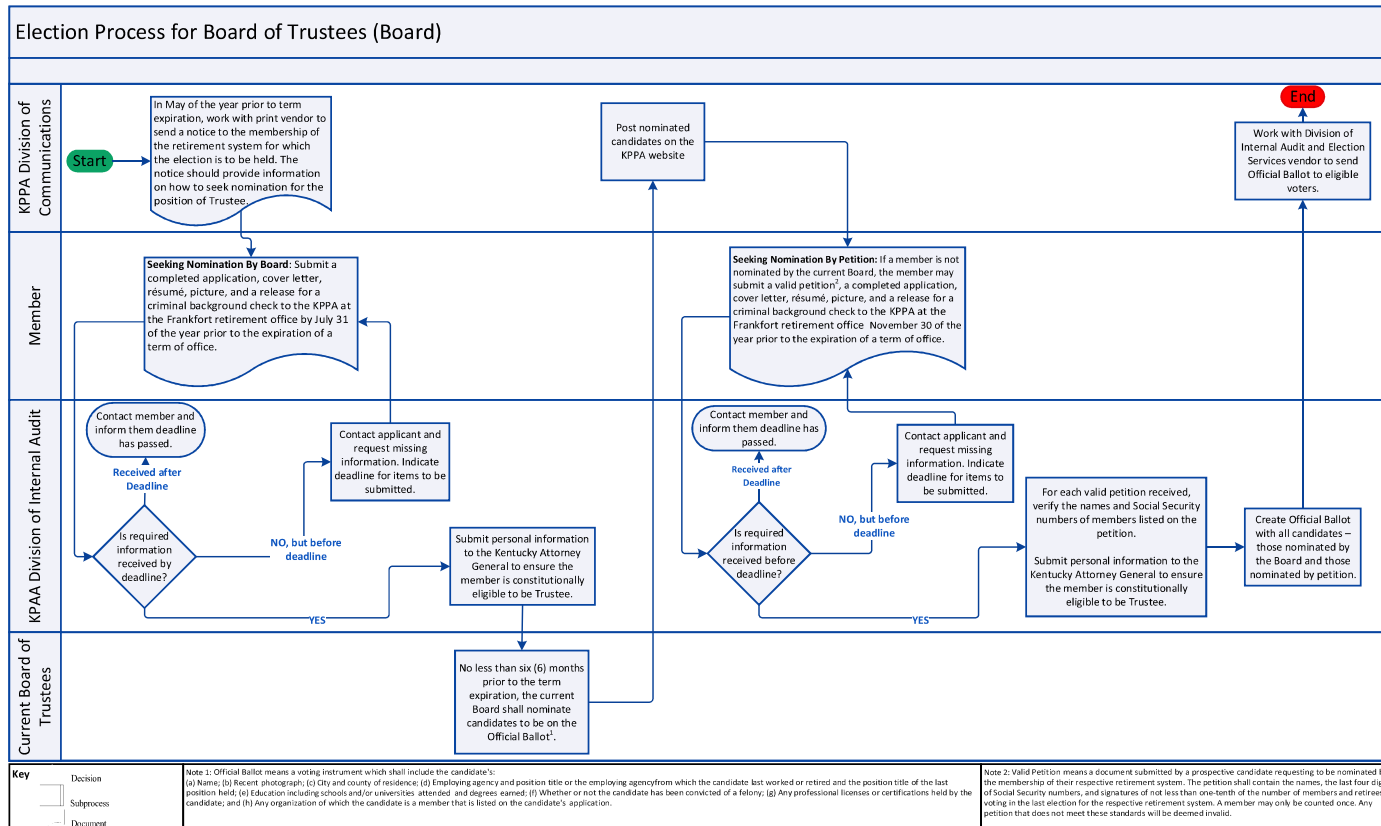 Election Process for Board of Trustees (Board)
KPPA Division of
Communications
Start
In May of the year prior to term
expiration, work with print vendor to
send a notice to the membership of
the retirement system for which
the election is to be held. The
notice should provide information
on how to seek nomination for the
position of Trustee.
Post nominated
candidates on the
KPPA website
End
Work with Division of
Internal Audit and Election
Services vendor to send
Official Ballot to eligible
voters.
Member
Seeking Nomination By Board: Submit a
completed application, cover letter,
résumé, picture, and a release for a
criminal background check to the KPPA at
the Frankfort retirement office by July 31
of the year prior to the expiration of a
term of office.
Seeking Nomination By Petition: If a member is not
nominated by the current Board, the member may
submit a valid petition², a completed application,
cover letter, résumé, picture, and a release for a
criminal background check to the KPPA at the
Frankfort retirement office November 30 of the
year prior to the expiration of a term of office.
KPAA Division of Internal Audit
Contact member and
inform them deadline
has passed.
Received after
Deadline
Is required
information
received by
deadline?
NO, but before
deadline
YES
Contact applicant and
request missing
information. Indicate
deadline for items to be
submitted.
Submit personal information
to the Kentucky Attorney
General to ensure the
member is constitutionally
eligible to be Trustee.
Contact member and
inform them deadline has
passed.
Received after
Deadline
Is required
information
received before
deadline?
NO, but before
deadline
YES
Contact applicant and
request missing
information. Indicate
deadline for items to
be submitted.
For each valid petition received,
verify the names and Social Security
numbers of members listed on the
petition.
Submit personal information to the
Kentucky Attorney General to ensure
the member is constitutionally
eligible to be Trustee.
Create Official Ballot
with all candidates –
those nominated by
the Board and those
nominated by petition.
Current Board of
Trustees
No less than six (6) months
prior to the term
expiration, the current
Board shall nominate
candidates to be on the
Official Ballot¹.
Key
Decision
Subprocess
Document
Note 1: Official Ballot means a voting instrument which shall include the candidate's:
(a) Name; (b) Recent photograph; (c) City and county of residence; (d) Employing agency and position title or the employing agencyfrom which the candidate last worked or retired and the position title of the last
position held; (e) Education including schools and/or universities attended and degrees earned; (f) Whether or not the candidate has been convicted of a felony; (g) Any professional licenses or certifications held by the
candidate; and (h) Any organization of which the candidate is a member that is listed on the candidate's application.
Note 2: Valid Petition means a document submitted by a prospective candidate requesting to be nominated
the membership of their respective retirement system. The petition shall contain the names, the last four
of Social Security numbers, and signatures of not less than one-tenth of the number of members and retirees
voting in the last election for the respective retirement system. A member may only be counted once. Any
petition that does not meet these standards will be deemed invalid.